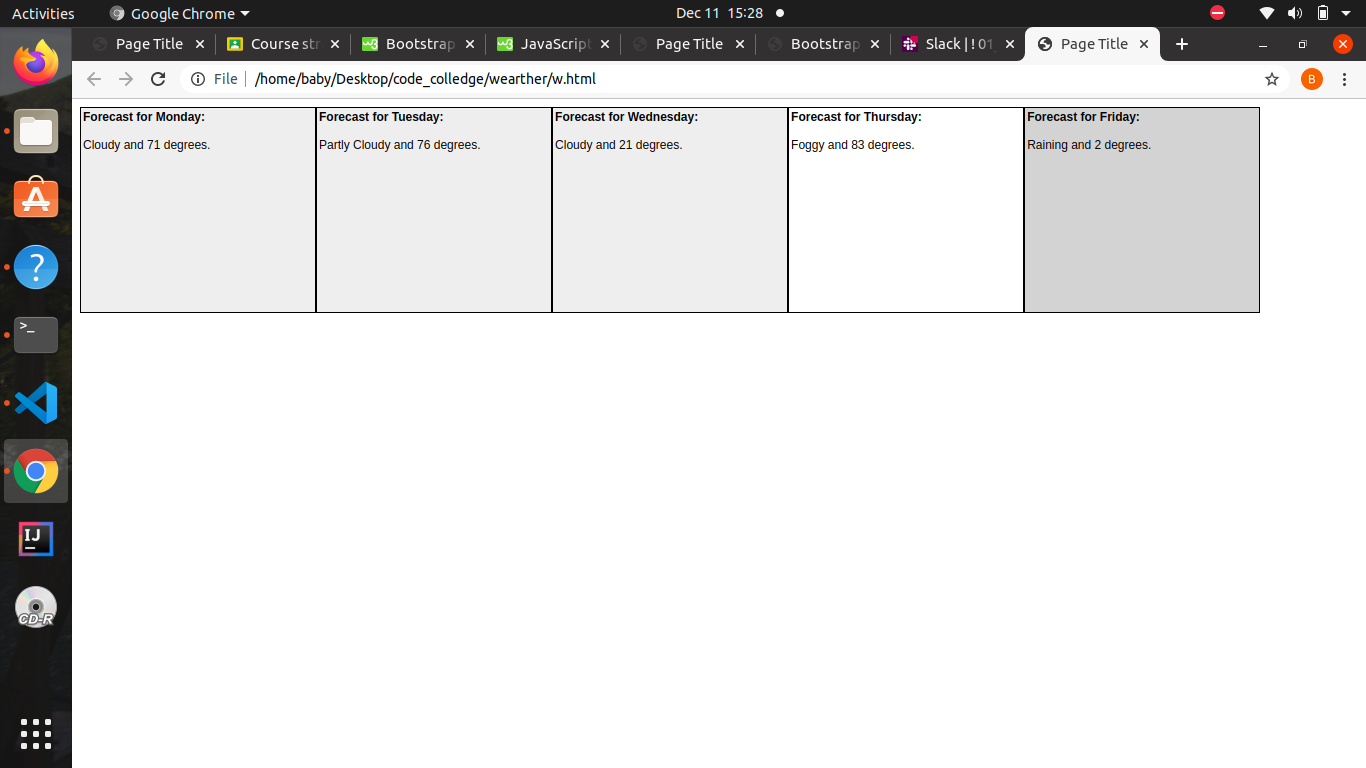 Activities Google Chrome Dec 11 15:28
Page Title Course str Bootstrap JavaScript Page Title Bootstrap Slack | ! 01_ Page Title
File /home/baby/Desktop/code_colledge/wearther/w.html B
Forecast for Monday: Forecast for Tuesday: Forecast for Wednesday: Forecast for Thursday: Forecast for Friday:
Cloudy and 71 degrees. Partly Cloudy and 76 degrees. Cloudy and 21 degrees. Foggy and 83 degrees. Raining and 2 degrees.
>_
?
IJ
CD-R